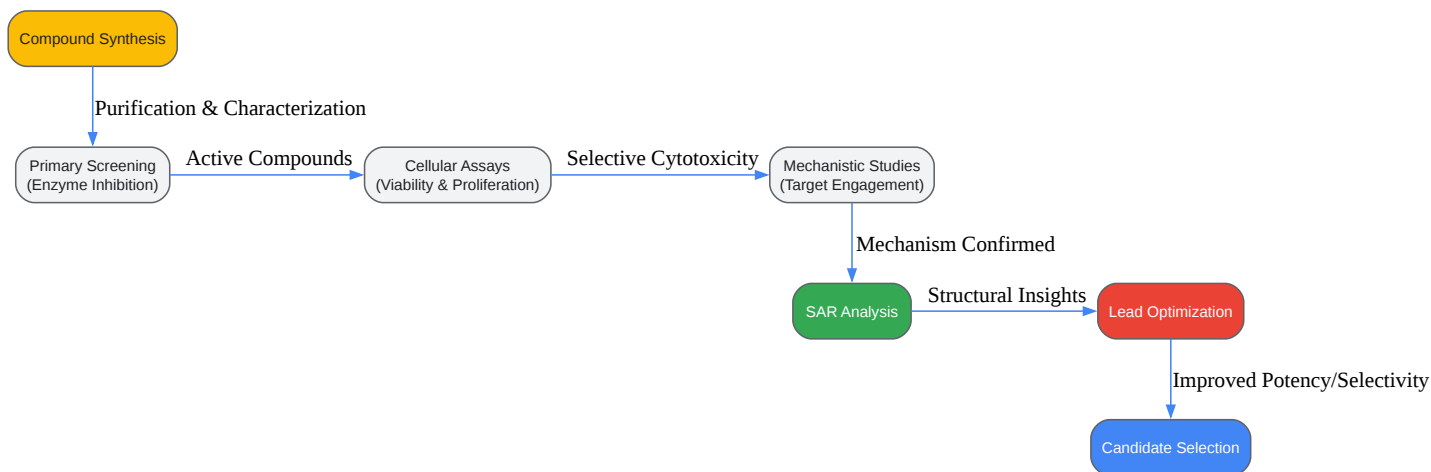 Compound Synthesis
Purification & Characterization
Primary Screening
(Enzyme Inhibition)
Active Compounds
Cellular Assays
(Viability & Proliferation)
Selective Cytotoxicity
Mechanistic Studies
(Target Engagement)
Mechanism Confirmed
SAR Analysis
Structural Insights
Lead Optimization
Improved Potency/Selectivity
Candidate Selection